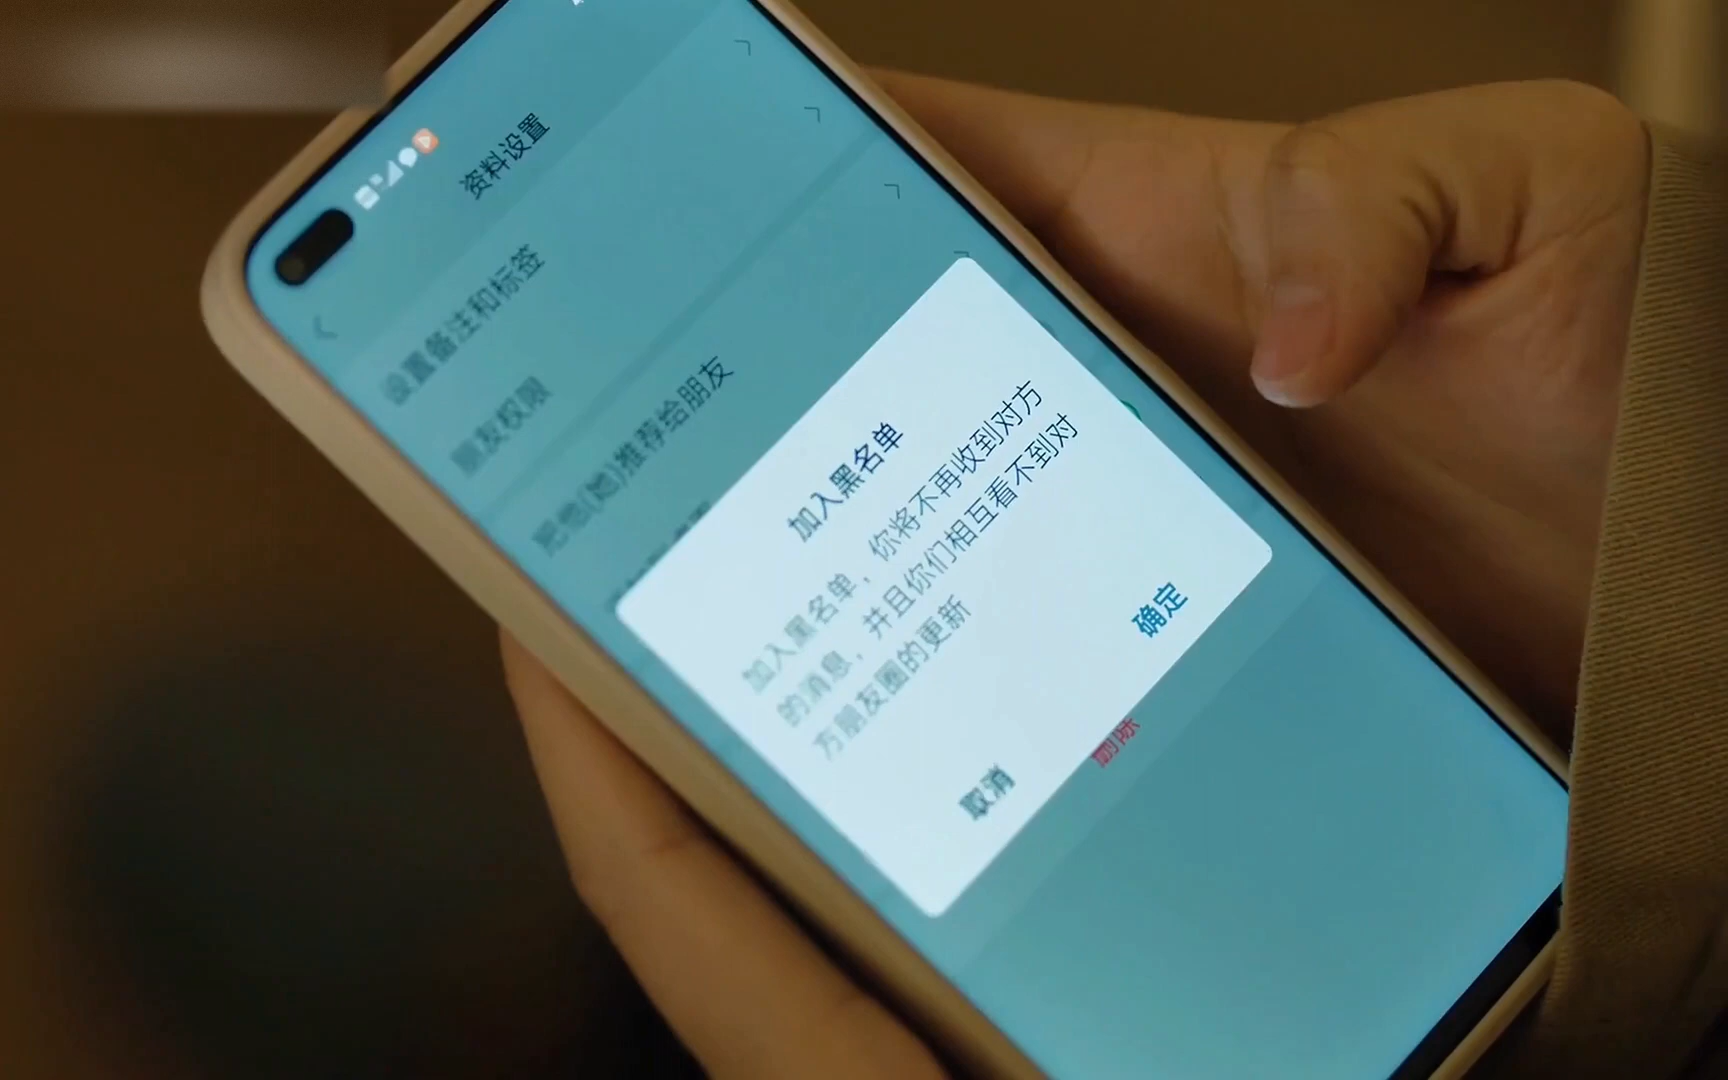 资料设置
设置备注和标签
朋友权限
把他(她)推荐给朋友
加入黑名单
加入黑名单，你将不再收到对方
的消息，并且你们相互看不到对
方朋友圈的更新
取消
确定
删除